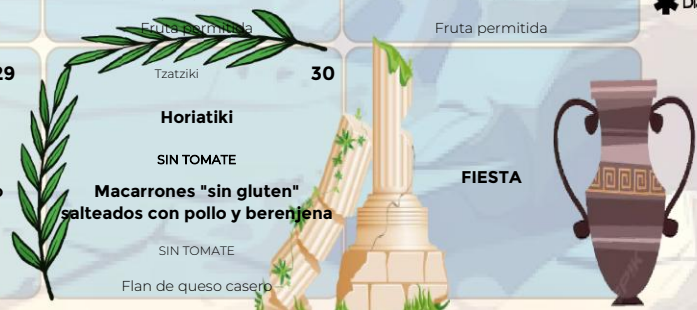 Fruta permitida
Fruta permitida
29
Tzatziki
30
Horiatiki
SIN TOMATE
Macarrones "sin gluten"
salteados con pollo y berenjena
SIN TOMATE
Flan de queso casero
FIESTA